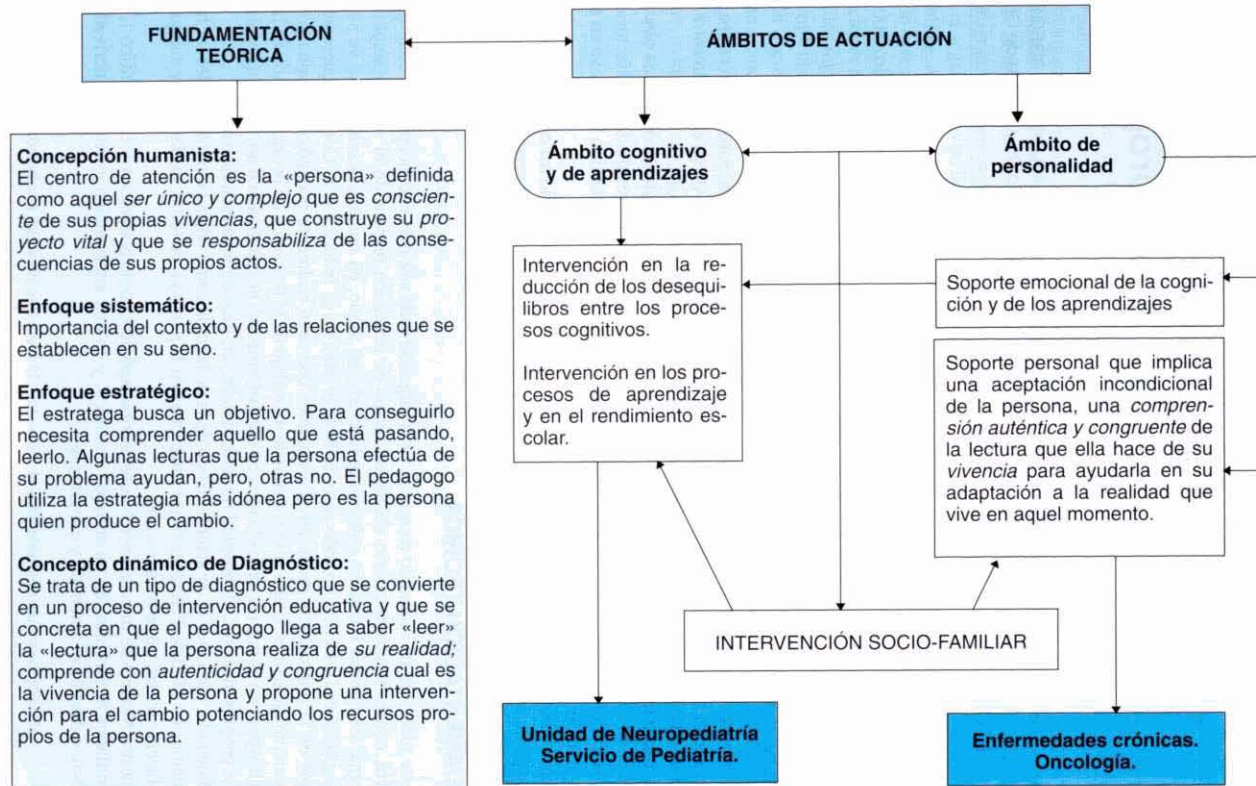 FUNDAMENTACIÓN
TEÓRICA
ÁMBITOS DE ACTUACIÓN
Concepción humanista:
El centro de atención es la «persona» definida
como aquel ser único y complejo que es conscien-
te de sus propias vivencias, que construye su pro-
yecto vital y que se responsabiliza de las conse-
cuencias de sus propios actos.
Enfoque sistemático:
Importancia del contexto y de las relaciones que se
establecen en su seno.
Enfoque estratégico:
El estratega busca un objetivo. Para conseguirlo
necesita comprender aquello que está pasando,
leerlo. Algunas lecturas que la persona efectúa de
su problema ayudan, pero, otras no. El pedagogo
utiliza la estrategia más idónea pero es la persona
quien produce el cambio.
Concepto dinámico de Diagnóstico:
Se trata de un tipo de diagnóstico que se convierte
en un proceso de intervención educativa y que se
concreta en que el pedagogo llega a saber «leer»
la «lectura» que la persona realiza de su realidad;
comprende con autenticidad y congruencia cual es
la vivencia de la persona y propone una interven-
ción para el cambio potenciando los recursos pro-
pios de la persona.
Ámbito cognitivo
y de aprendizajes
Ámbito de
personalidad
Intervención en la re-
ducción de los desequi-
libros entre los proce-
sos cognitivos.
Intervención en los pro-
cesos de aprendizaje
y en el rendimiento es-
colar.
Soporte emocional de la cogni-
ción y de los aprendizajes
Soporte personal que implica
una aceptación incondicional
de la persona, una compren-
sión auténtica y congruente de
la lectura que ella hace de su
vivencia para ayudarla en su
adaptación a la realidad que
vive en aquel momento.
INTERVENCIÓN SOCIO-FAMILIAR
Unidad de Neuropediatría
Servicio de Pediatría.
Enfermedades crónicas.
Oncología.